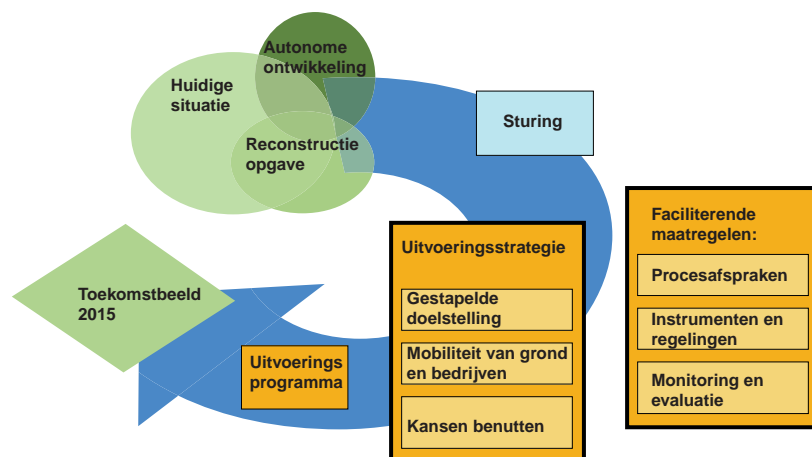 Autonome
ontwikkeling
Huidige
situatie
Reconstructie
opgave
Sturing
Faciliterende
maatregelen:
Procesafspraken
Instrumenten en
regelingen
Monitoring en
evaluatie
Uitvoeringsstrategie
Gestapelde
doelstelling
Mobiliteit van grond
en bedrijven
Kansen benutten
Uitvoerings
programma
Toekomstbeeld
2015